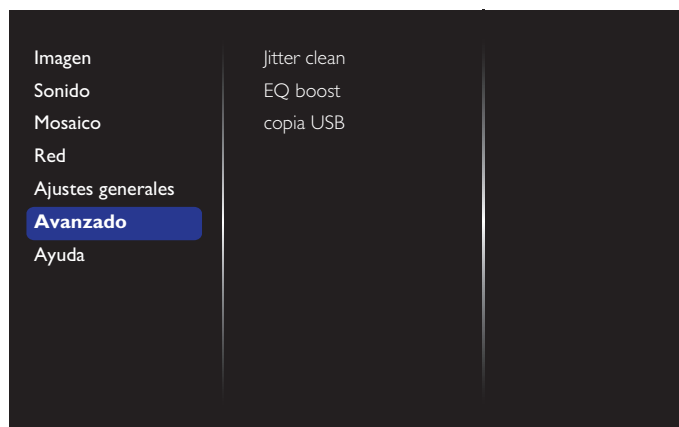 Imagen
Sonido
Mosaico
Red
Ajustes generales
Avanzado
Ayuda
Jitter clean
EQ boost
copia USB